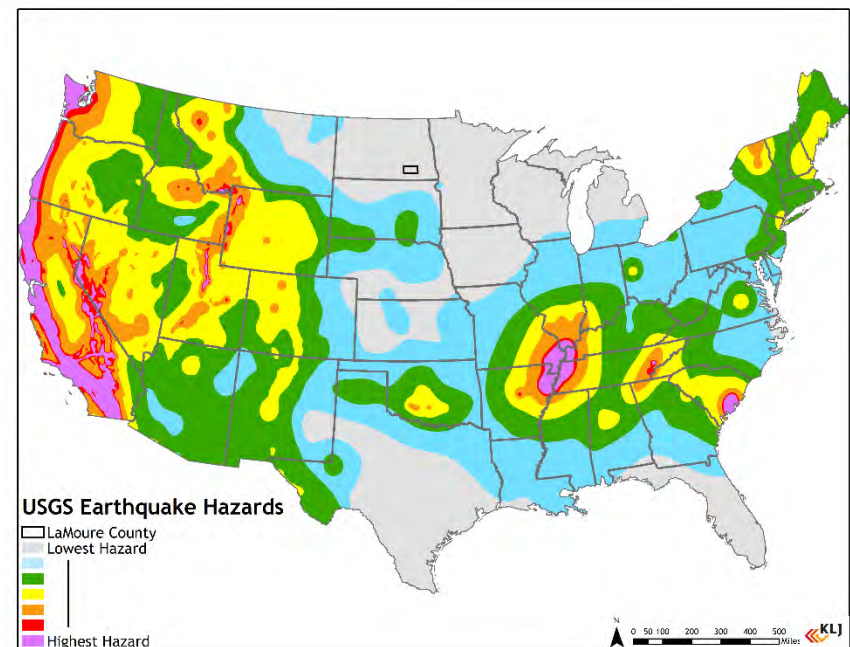 USGS Earthquake Hazards
LaMoure County
Lowest Hazard
Highest Hazard
N
0 50 100 200 300 400 500
Miles
KLJ